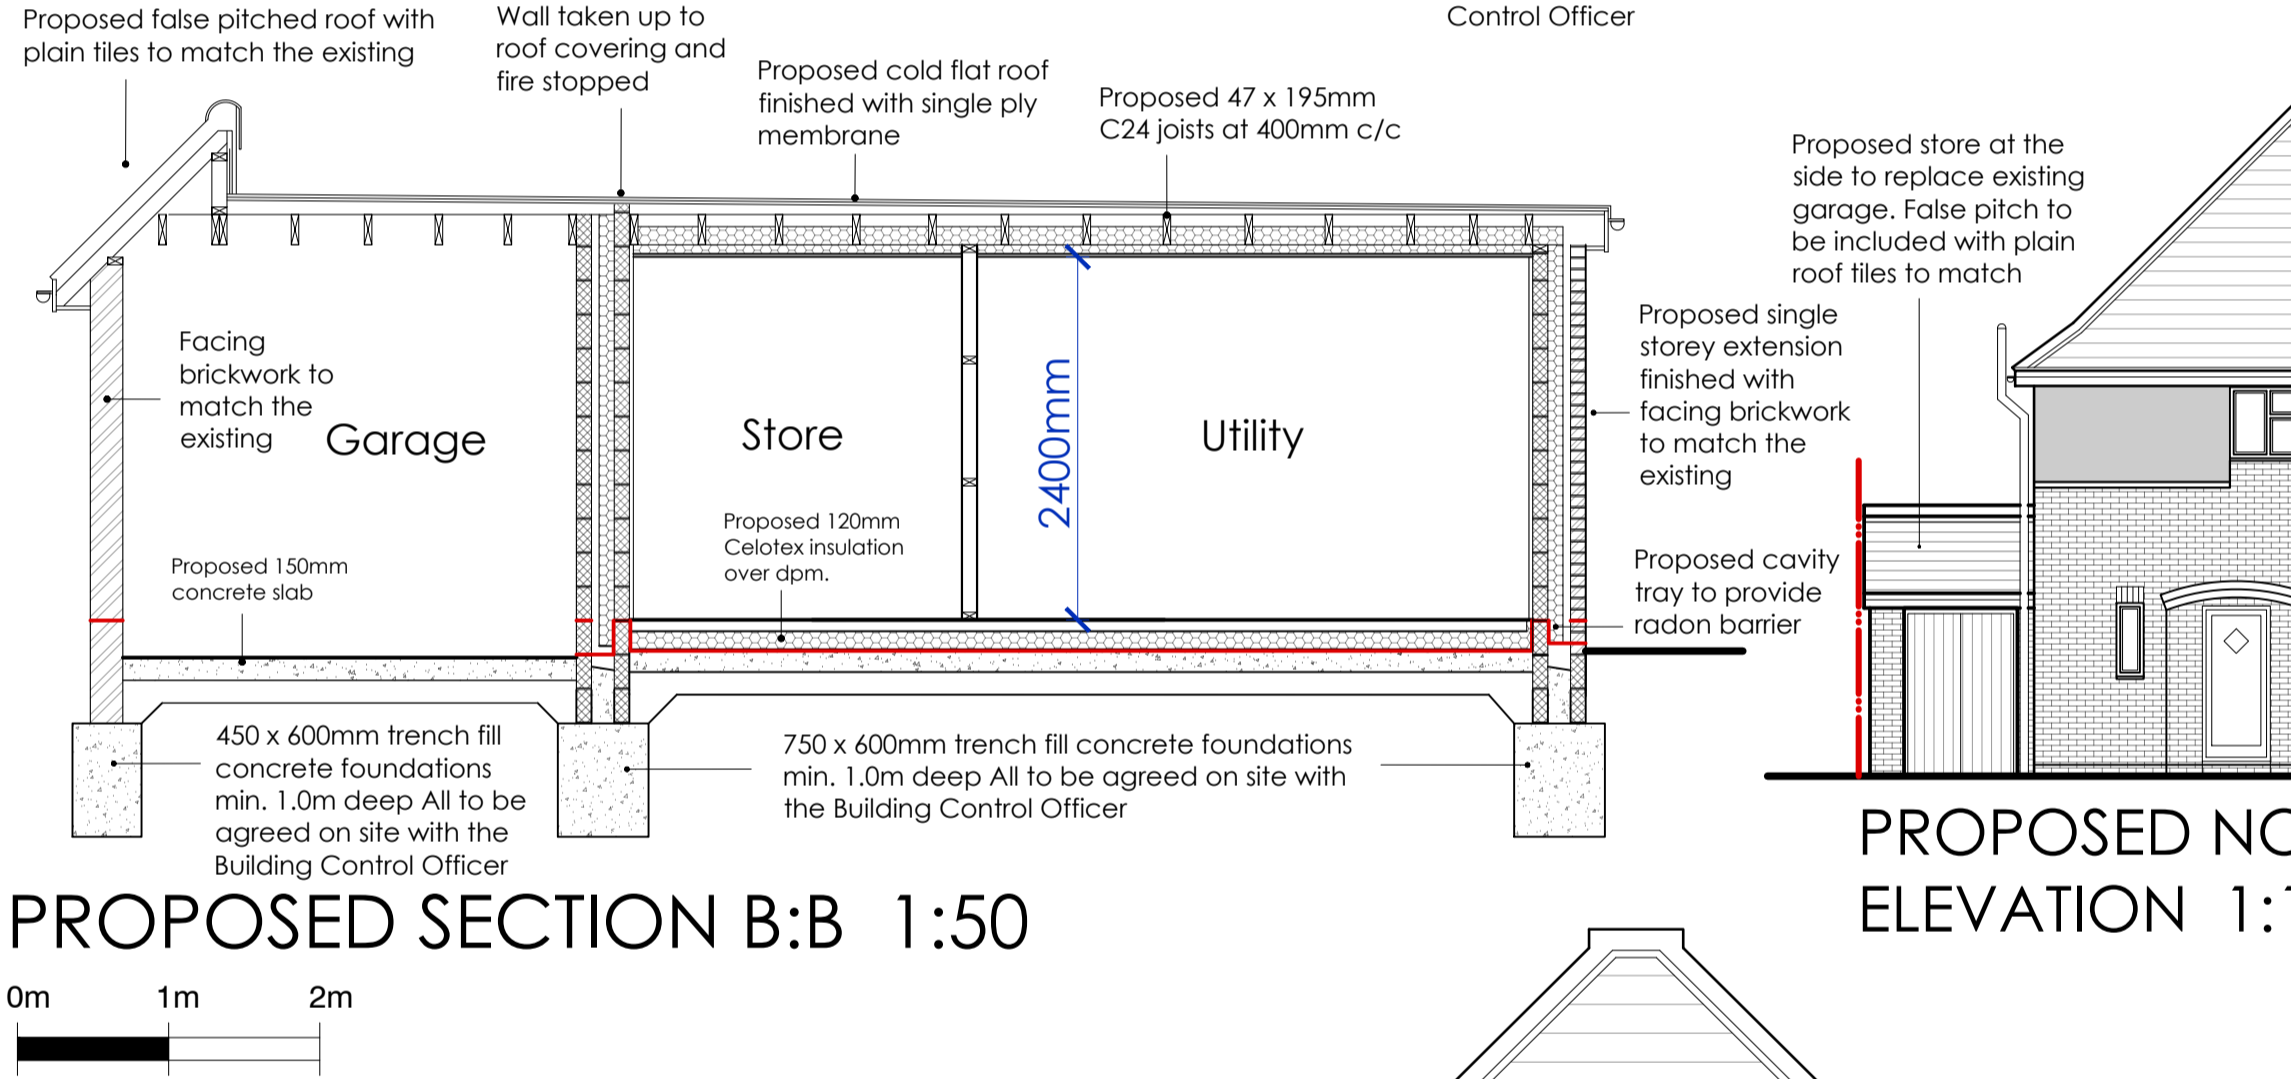 Proposed false pitched roof with
plain tiles to match the existing
Wall taken up to
roof covering and
fire stopped
Proposed cold flat roof
finished with single ply
membrane
Proposed 47 x 195mm
C24 joists at 400mm c/c
Control Officer
Proposed store at the
side to replace existing
garage. False pitch to
be included with plain
roof tiles to match
Facing
brickwork to
match the
existing
Garage
Store
2400mm
Utility
Proposed single
storey extension
finished with
facing brickwork
to match the
existing
Proposed 150mm
concrete slab
Proposed 120mm
Celotex insulation
over dpm.
Proposed cavity
tray to provide
radon barrier
450 x 600mm trench fill
concrete foundations
min. 1.0m deep All to be
agreed on site with the
Building Control Officer
750 x 600mm trench fill concrete foundations
min. 1.0m deep All to be agreed on site with
the Building Control Officer
PROPOSED SECTION B:B 1:50
0m 1m 2m
PROPOSED
ELEVATION 1: